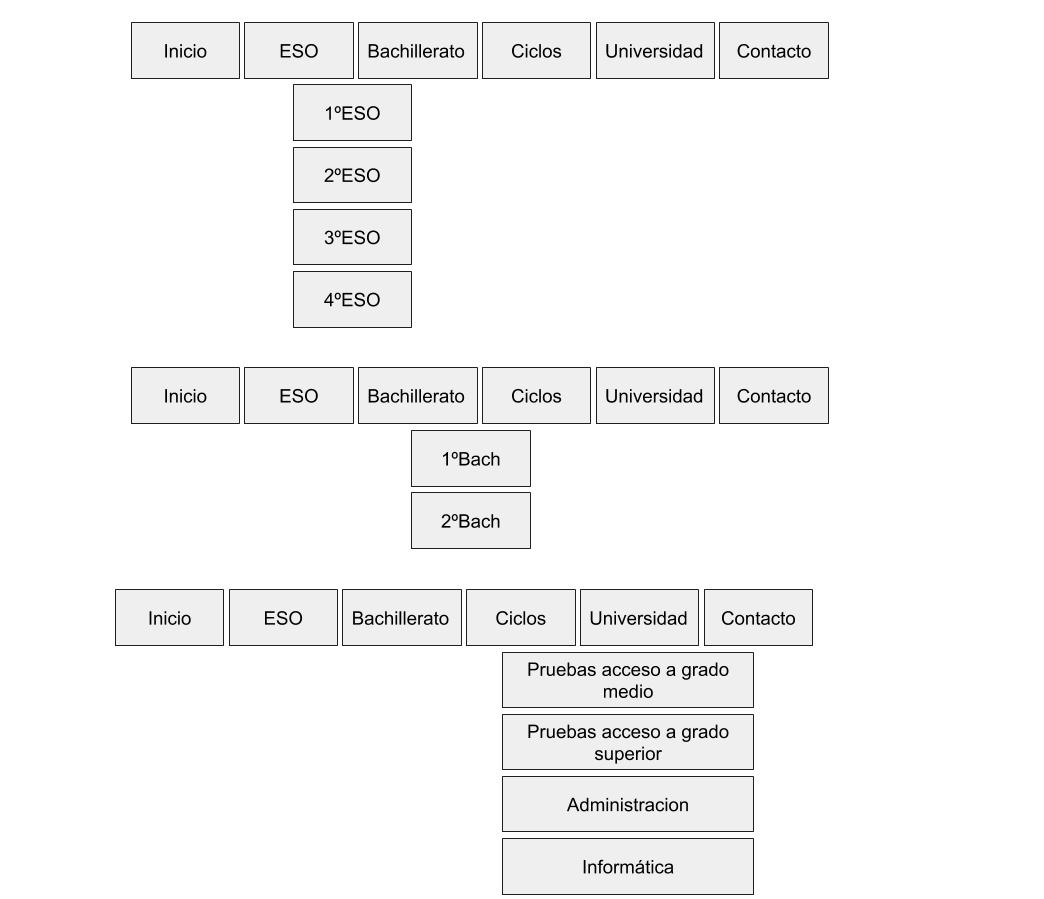 Inicio ESO Bachillerato Ciclos Universidad Contacto
1ºESO
2ºESO
3ºESO
4ºESO
Inicio ESO Bachillerato Ciclos Universidad Contacto
1ºBach
2ºBach
Inicio ESO Bachillerato Ciclos Universidad Contacto
Pruebas acceso a grado
medio
Pruebas acceso a grado
superior
Administracion
Informática